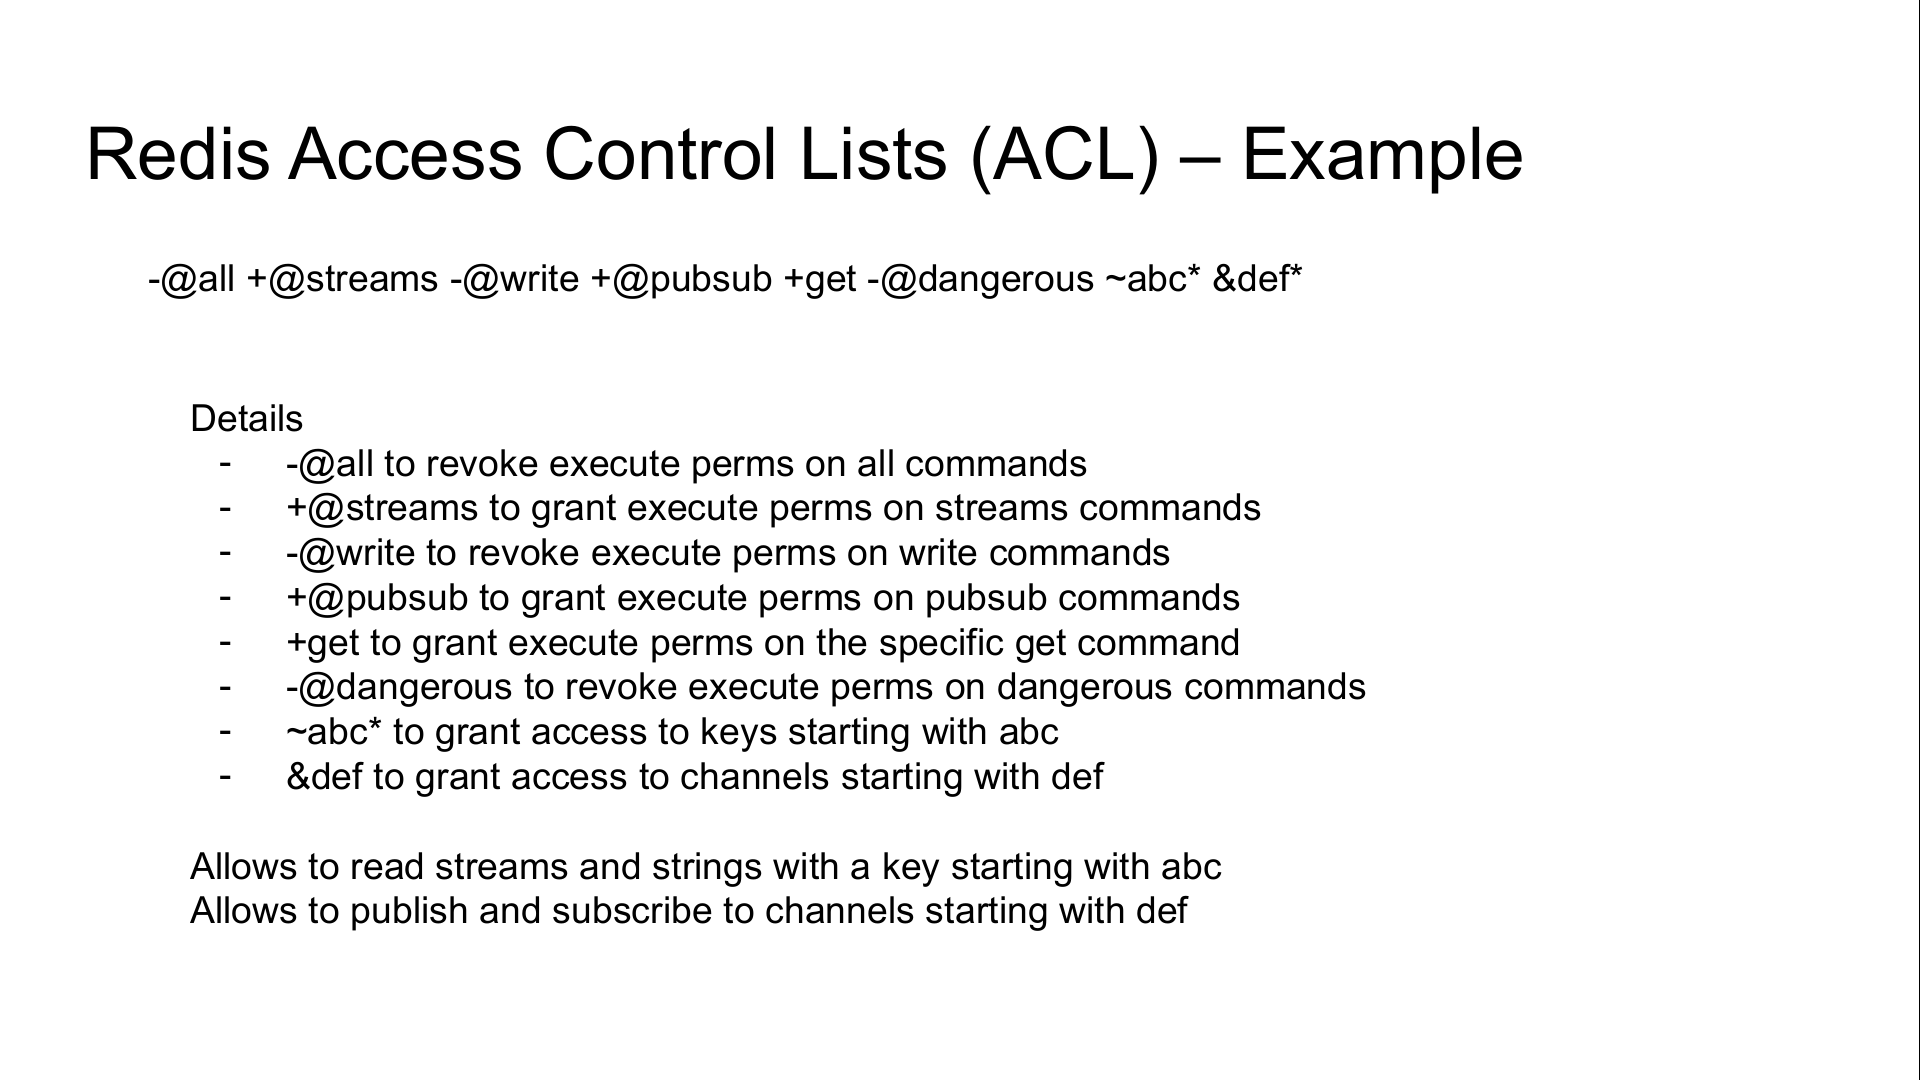 Redis Access Control Lists (ACL) – Example
-@all +@streams -@write +@pubsub +get -@dangerous ~abc* &def*
Details
- -@all to revoke execute perms on all commands
- +@streams to grant execute perms on streams commands
- -@write to revoke execute perms on write commands
- +@pubsub to grant execute perms on pubsub commands
- +get to grant execute perms on the specific get command
- -@dangerous to revoke execute perms on dangerous commands
- ~abc* to grant access to keys starting with abc
- &def to grant access to channels starting with def
Allows to read streams and strings with a key starting with abc
Allows to publish and subscribe to channels starting with def